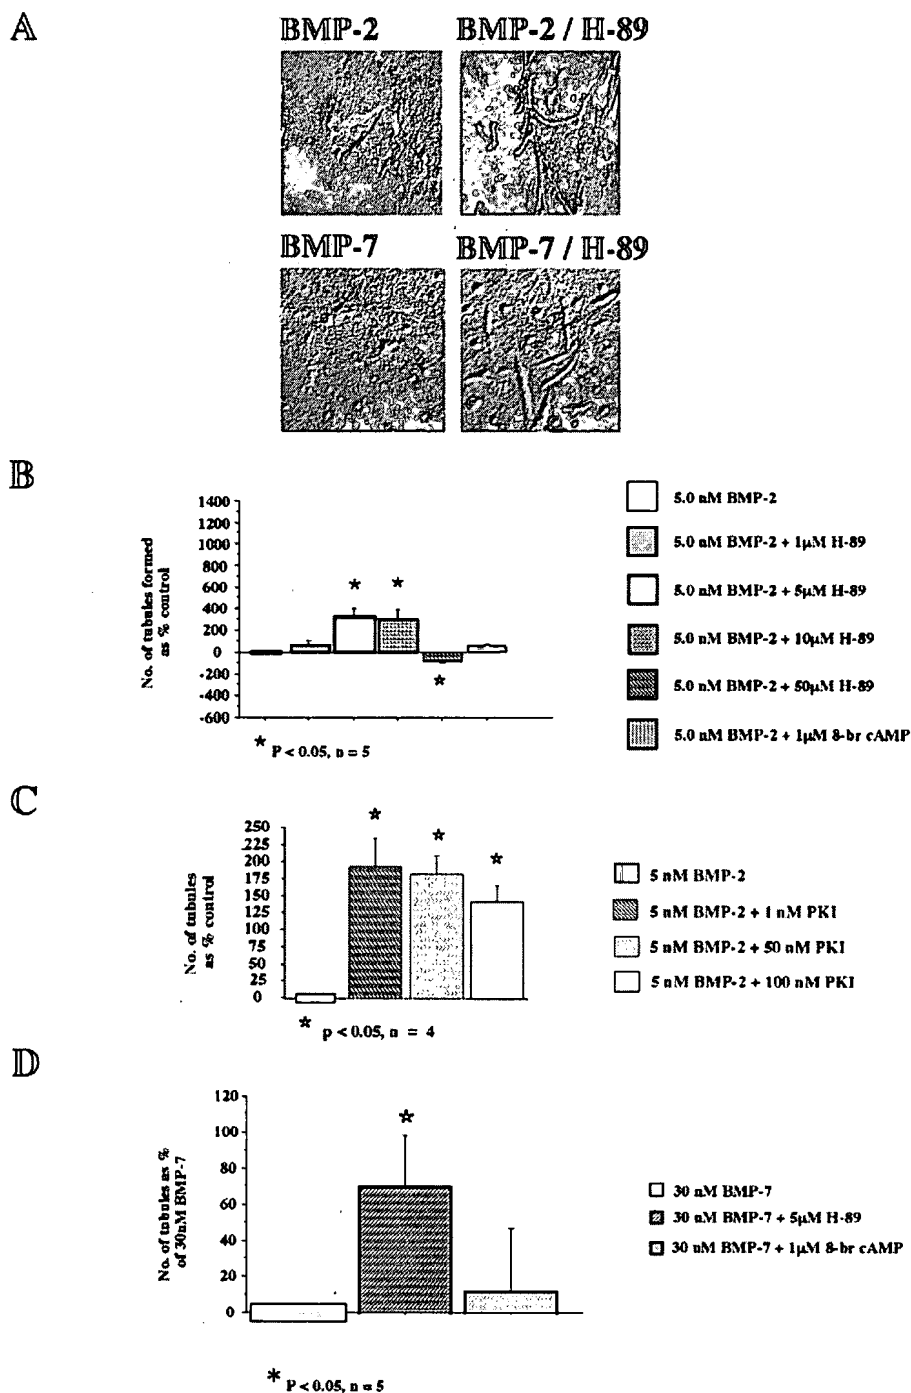 A
BMP-2 BMP-2 / H-89
BMP-7 BMP-7 / H-89
B
No. of tubules formed
as % control
1400
1200
1000
800
600
400
200
0
-200
-400
-600
* * *
* P < 0.05, n = 5
5.0 nM BMP-2
5.0 nM BMP-2 + 1µM H-89
5.0 nM BMP-2 + 5µM H-89
5.0 nM BMP-2 + 10µM H-89
5.0 nM BMP-2 + 50µM H-89
5.0 nM BMP-2 + 1µM 8-br cAMP
C
No. of tubules
as % control
250
225
200
175
150
125
100
75
50
25
0
* * *
* p < 0.05, n = 4
5 nM BMP-2
5 nM BMP-2 + 1 nM PKI
5 nM BMP-2 + 50 nM PKI
5 nM BMP-2 + 100 nM PKI
D
No. of tubules as %
of 30nM BMP-7
120
100
80
60
40
20
0
*
* P < 0.05, n = 5
30 nM BMP-7
30 nM BMP-7 + 5µM H-89
30 nM BMP-7 + 1µM 8-br cAMP